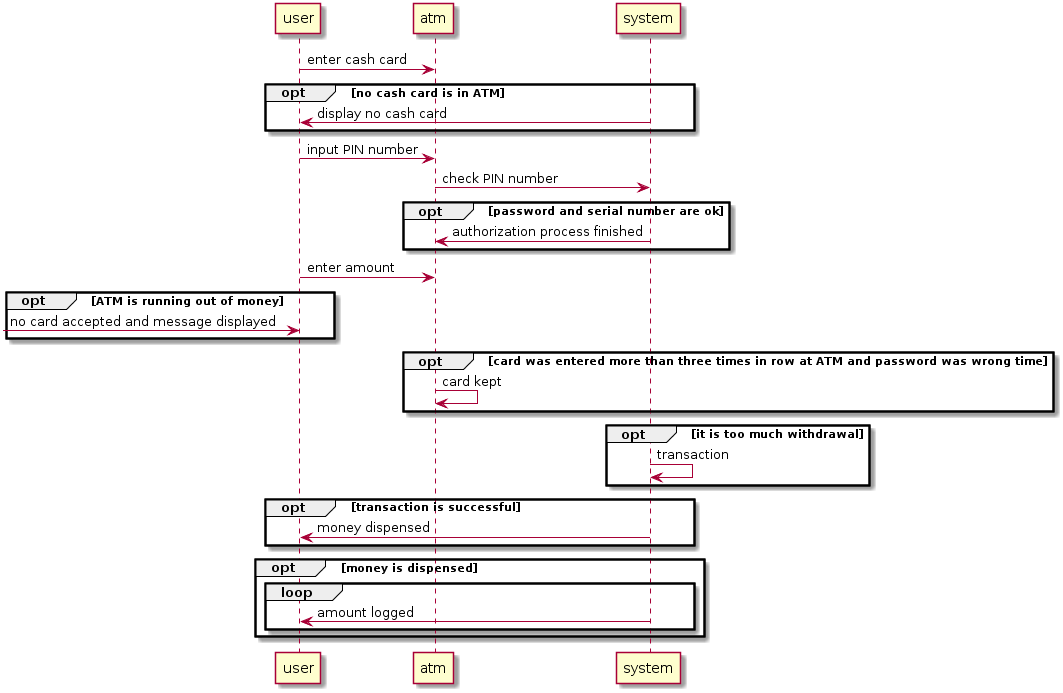 user atm system
enter cash card
opt [no cash card is in ATM]
display no cash card
input PIN number
check PIN number
opt [password and serial number are ok]
authorization process finished
enter amount
opt [ATM is running out of money]
no card accepted and message displayed
opt [card was entered more than three times in row at ATM and password was wrong time]
card kept
opt [it is too much withdrawal]
transaction
opt [transaction is successful]
money dispensed
opt [money is dispensed]
loop
amount logged
user atm system